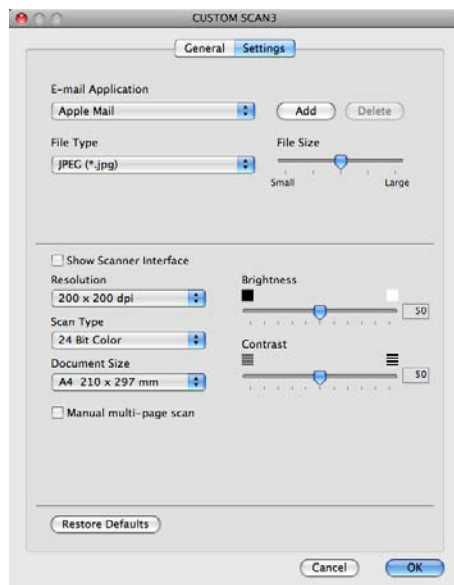 CUSTOM SCAN3
General Settings
E-mail Application
Apple Mail Add Delete
File Type File Size
JPEG (*.jpg)
Small Large
Show Scanner Interface
Resolution Brightness
200 x 200 dpi
50
Scan Type
24 Bit Color Contrast
Document Size
A4 210 x 297 mm 50
Manual multi-page scan
Restore Defaults
Cancel OK